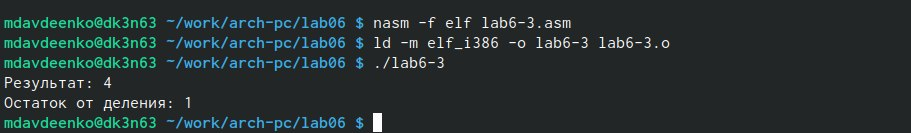 mdavdeenko@dk3n63 ~/work/arch-pc/lab06 $ nasm -f elf lab6-3.asm
mdavdeenko@dk3n63 ~/work/arch-pc/lab06 $ ld -m elf_i386 -o lab6-3 lab6-3.o
mdavdeenko@dk3n63 ~/work/arch-pc/lab06 $ ./lab6-3
Результат: 4
Остаток от деления: 1
mdavdeenko@dk3n63 ~/work/arch-pc/lab06 $